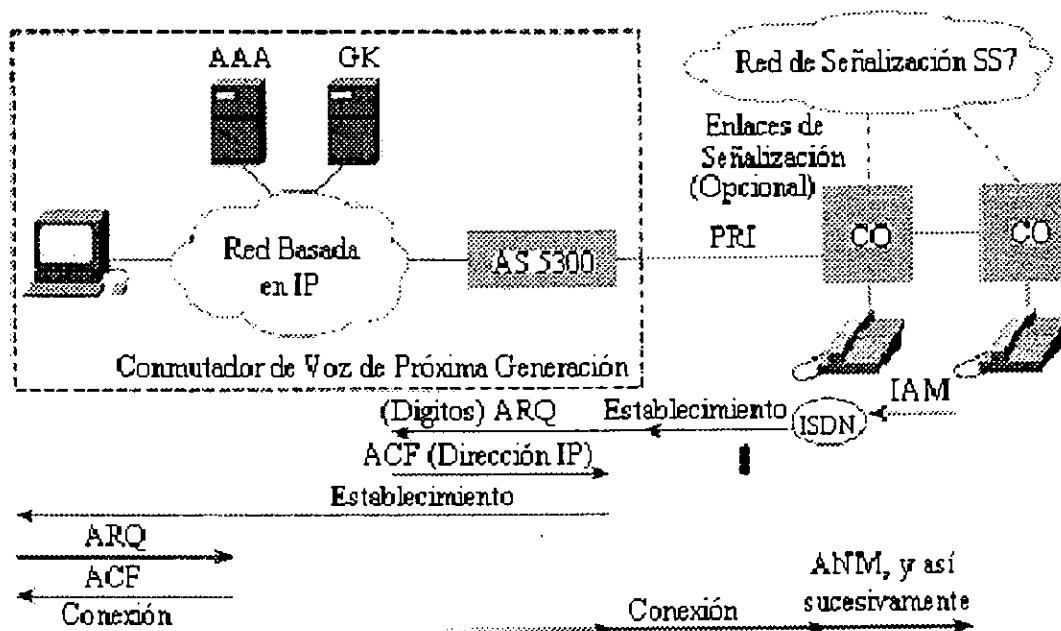 AAA GK
Red de Señalización SS7
Enlaces de
Señalización
(Opcional)
Red Basada
en IP
AS 5300
PRI
CO
CO
Conmutador de Voz de Próxima Generación
IAM
(Digitos) ARQ
Establecimiento
ISDN
ACF (Dirección IP)
Establecimiento
ARQ
ACF
Conexión
Conexión
ANM, y así
sucesivamente